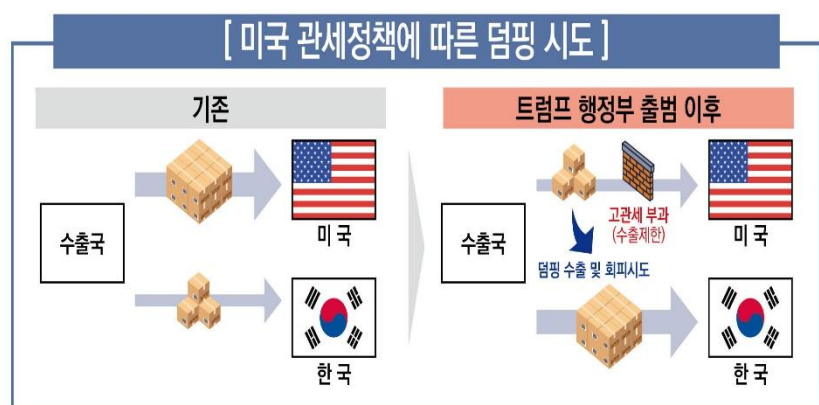 [ 미국 관세정책에 따른 덤핑 시도 ]
기존
수출국
미 국
한 국
트럼프 행정부 출범 이후
수출국
고관세 부과
(수출제한)
미 국
덤핑 수출 및 회피시도
한 국